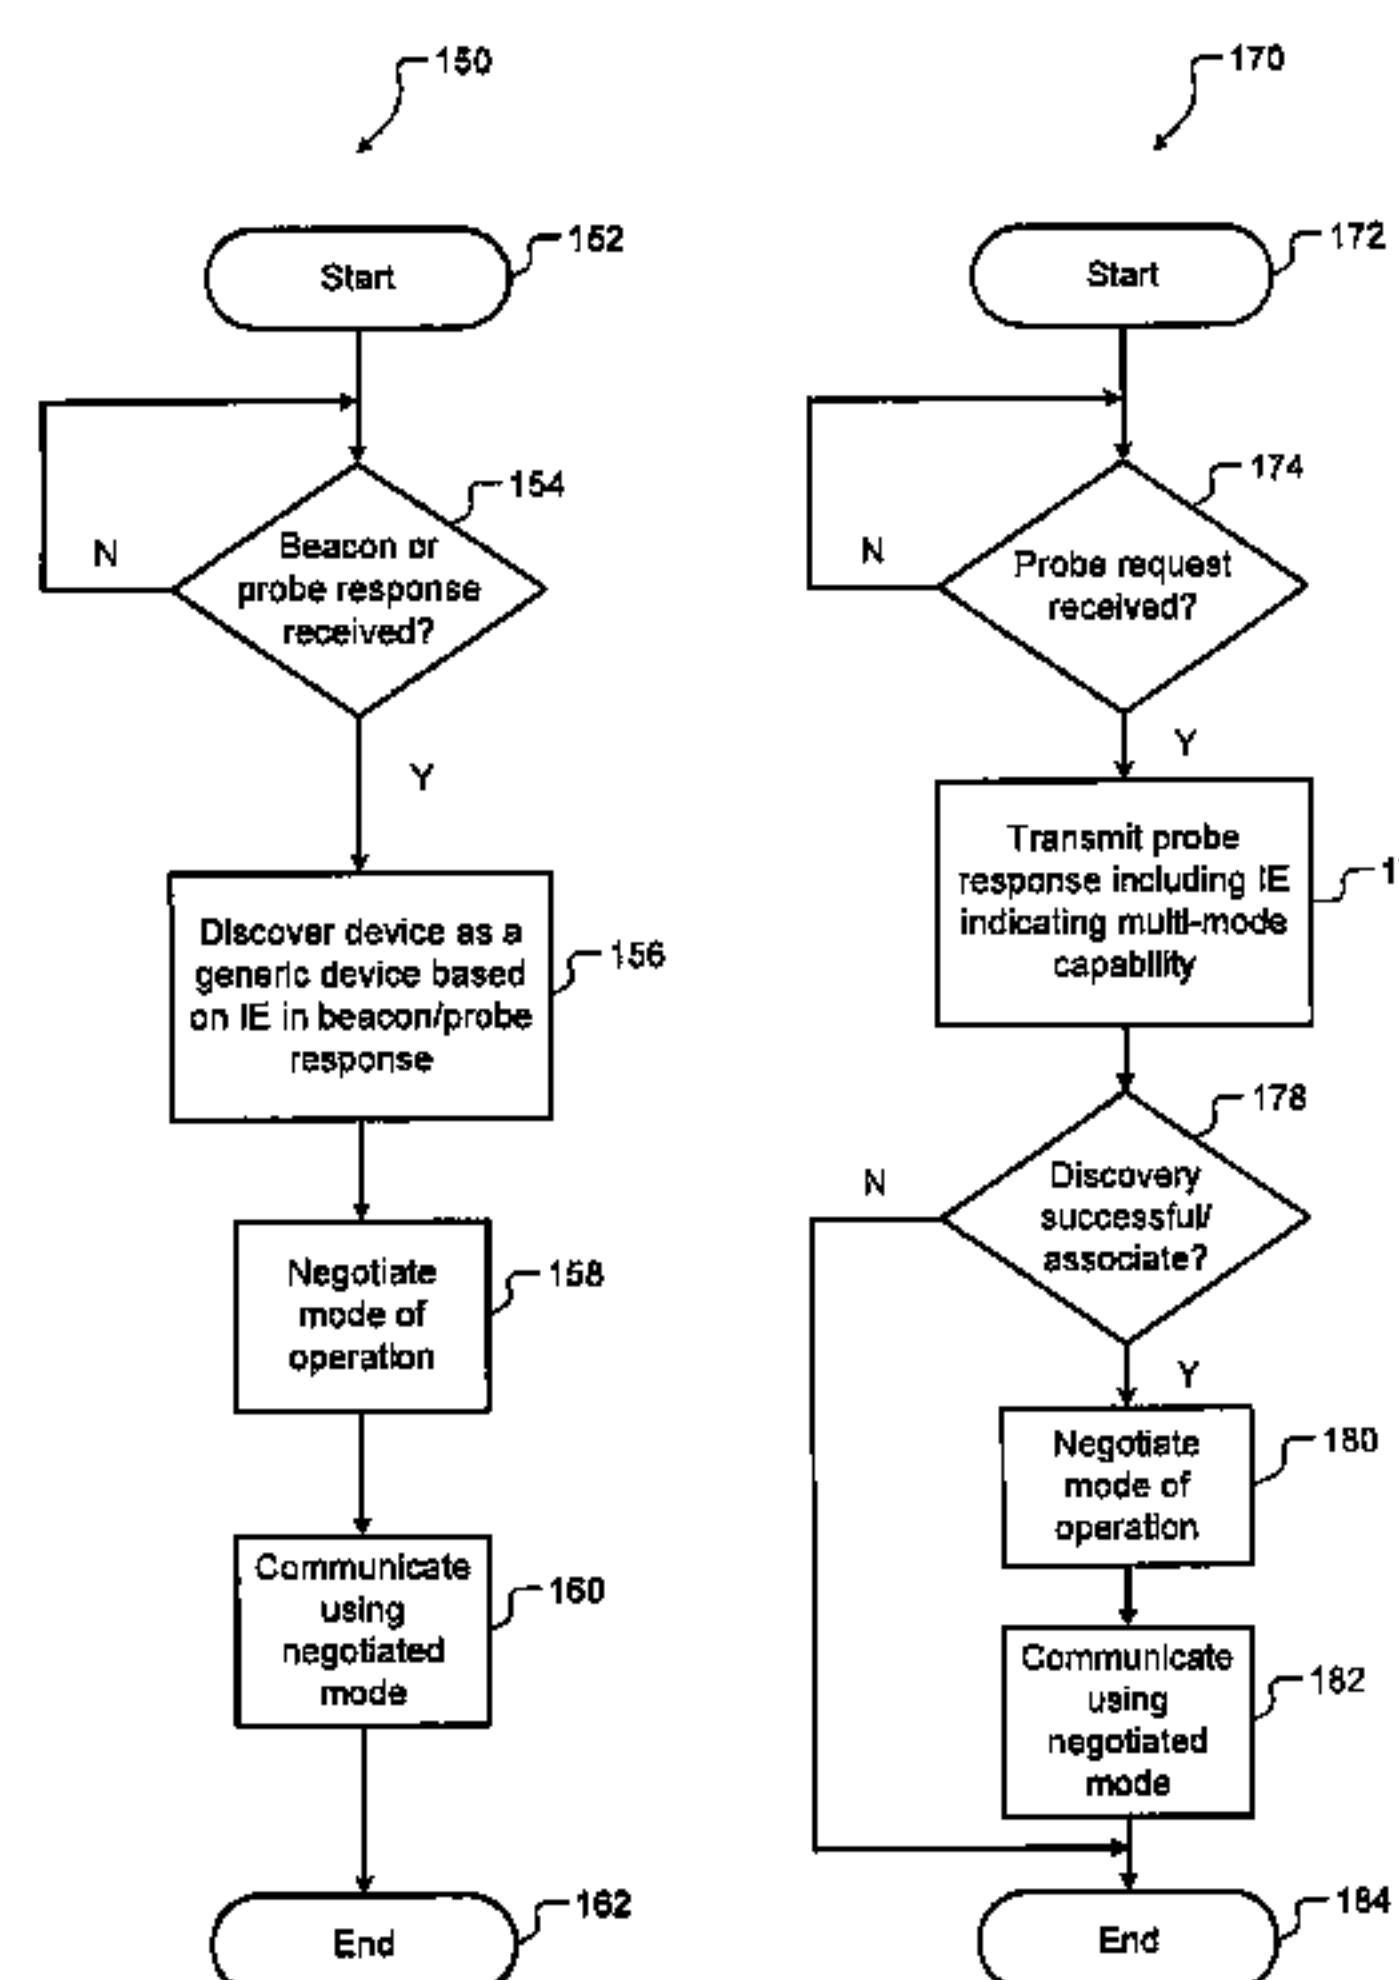 150
152
Start
154
N
Beacon or
probe response
received?
Y
Discover device as a
generic device based
on IE in beacon/probe
response
156
Negotiate
mode of
operation
158
Communicate
using
negotiated
mode
160
162
End
170
172
Start
174
N
Probe request
received?
Y
Transmit probe
response including IE
indicating multi-mode
capability
178
N
Discovery
successful/
associate?
Y
Negotiate
mode of
operation
180
Communicate
using
negotiated
mode
182
184
End